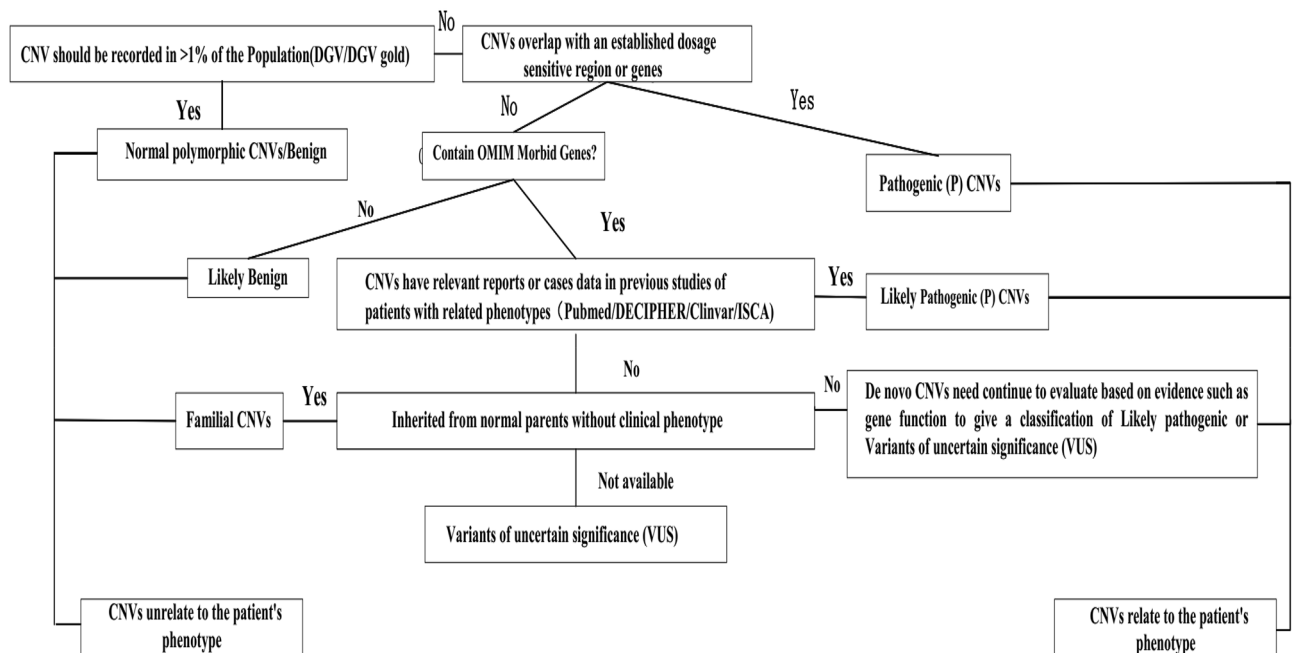 No
CNV should be recorded in >1% of the Population(DGV/DGV gold)
CNVs overlap with an established dosage
sensitive region or genes
Yes
No
Yes
Normal polymorphic CNVs/Benign
Contain OMIM Morbid Genes?
Pathogenic (P) CNVs
No
Yes
Likely Benign
CNVs have relevant reports or cases data in previous studies of
patients with related phenotypes (Pubmed/DECIPHER/Clinvar/ISCA)
Yes
Likely Pathogenic (P) CNVs
No
Familial CNVs
Yes
Inherited from normal parents without clinical phenotype
No
De novo CNVs need continue to evaluate based on evidence such as
gene function to give a classification of Likely pathogenic or
Variants of uncertain significance (VUS)
Not available
Variants of uncertain significance (VUS)
CNVs unrelate to the patient's
phenotype
CNVs relate to the patient's
phenotype